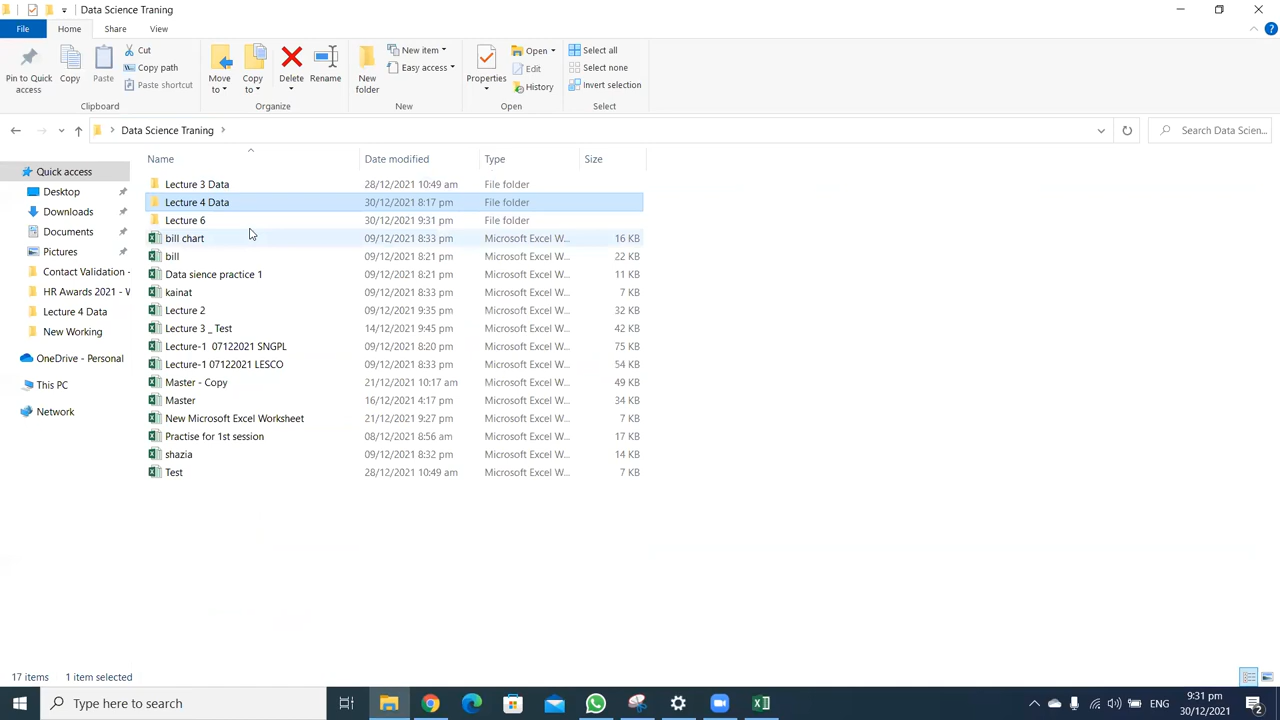 Data Science Traning
File Home Share View
Pin to Quick access
Copy
Paste
Cut
Copy path
Paste shortcut
Clipboard
Move to
Copy to
Delete
Rename
Organize
New folder
New item
Easy access
New
Properties
Open
Edit
History
Open
Select all
Select none
Invert selection
Select
Data Science Traning
Search Data Scien...
Name Date modified Type Size
Quick access
Desktop
Downloads
Documents
Pictures
Contact Validation -
HR Awards 2021 - W
Lecture 4 Data
New Working
OneDrive - Personal
This PC
Network
Lecture 3 Data 28/12/2021 10:49 am File folder
Lecture 4 Data 30/12/2021 8:17 pm File folder
Lecture 6 30/12/2021 9:31 pm File folder
bill chart 09/12/2021 8:33 pm Microsoft Excel W... 16 KB
bill 09/12/2021 8:21 pm Microsoft Excel W... 22 KB
Data sience practice 1 09/12/2021 8:33 pm Microsoft Excel W... 11 KB
kainat 09/12/2021 8:33 pm Microsoft Excel W... 7 KB
Lecture 2 09/12/2021 9:35 pm Microsoft Excel W... 32 KB
Lecture 3 _ Test 14/12/2021 9:45 pm Microsoft Excel W... 42 KB
Lecture-1 07122021 SNGPL 09/12/2021 8:20 pm Microsoft Excel W... 75 KB
Lecture-1 07122021 LESCO 09/12/2021 8:33 pm Microsoft Excel W... 54 KB
Master - Copy 21/12/2021 10:17 am Microsoft Excel W... 49 KB
Master 16/12/2021 4:17 pm Microsoft Excel W... 34 KB
New Microsoft Excel Worksheet 21/12/2021 9:27 pm Microsoft Excel W... 7 KB
Practise for 1st session 08/12/2021 8:56 am Microsoft Excel W... 17 KB
shazia 09/12/2021 8:32 pm Microsoft Excel W... 14 KB
Test 28/12/2021 10:49 am Microsoft Excel W... 7 KB
17 items 1 item selected
Type here to search
ENG
9:31 pm
30/12/2021
2